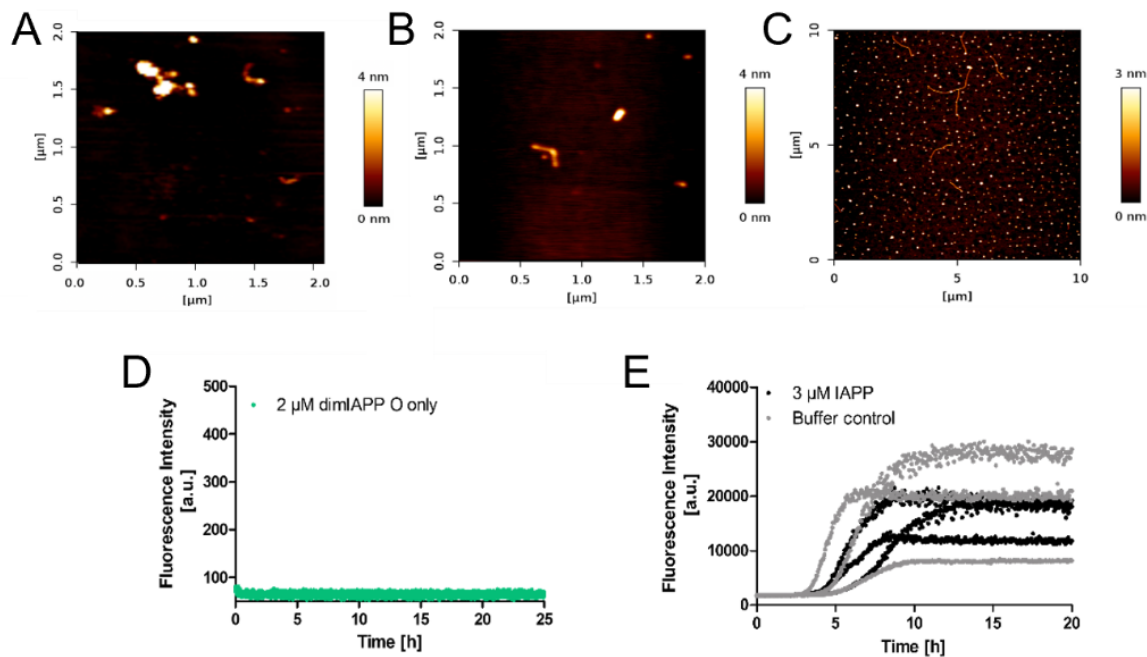 A
2.0
1.5
1.0
0.5
0.0
[µm]
0.0 0.5 1.0 1.5 2.0
[µm]
4 nm
0 nm
B
2.0
1.5
1.0
0.5
0.0
[µm]
0.0 0.5 1.0 1.5 2.0
[µm]
4 nm
0 nm
C
10
5
0
[µm]
0 5 10
[µm]
3 nm
0 nm
D
2 µM dimIAPP O only
Fluorescence Intensity
[a.u.]
500
400
300
200
100
0 5 10 15 20 25
Time [h]
E
3 µM IAPP
Buffer control
Fluorescence Intensity
[a.u.]
40000
30000
20000
10000
0
0 5 10 15 20
Time [h]